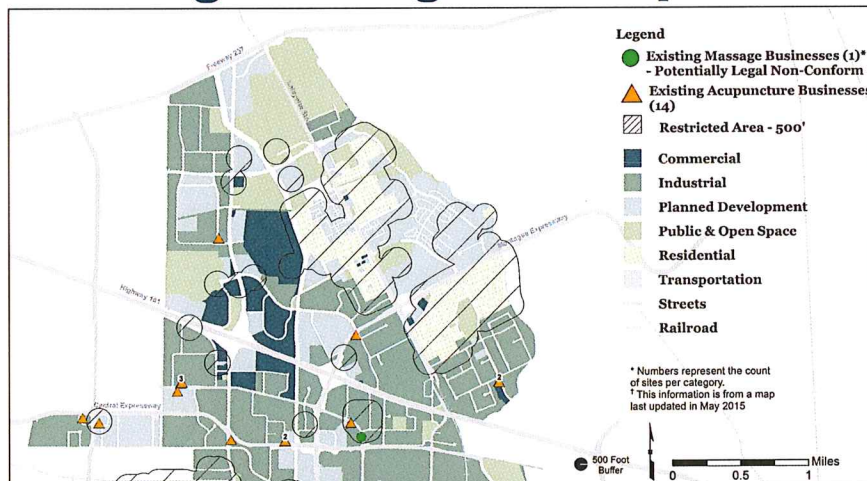 Legend
Existing Massage Businesses (1)*
- Potentially Legal Non-Conform
Existing Acupuncture Businesses
(14)
Restricted Area - 500'
Commercial
Industrial
Planned Development
Public & Open Space
Residential
Transportation
Streets
Railroad
* Numbers represent the count
of sites per category.
† This information is from a map
last updated in May 2015
500 Foot
Buffer
0 0.5 1 Miles
Freeway 237
Montague Expressway
Highway 101
Central Expressway
3
2
2